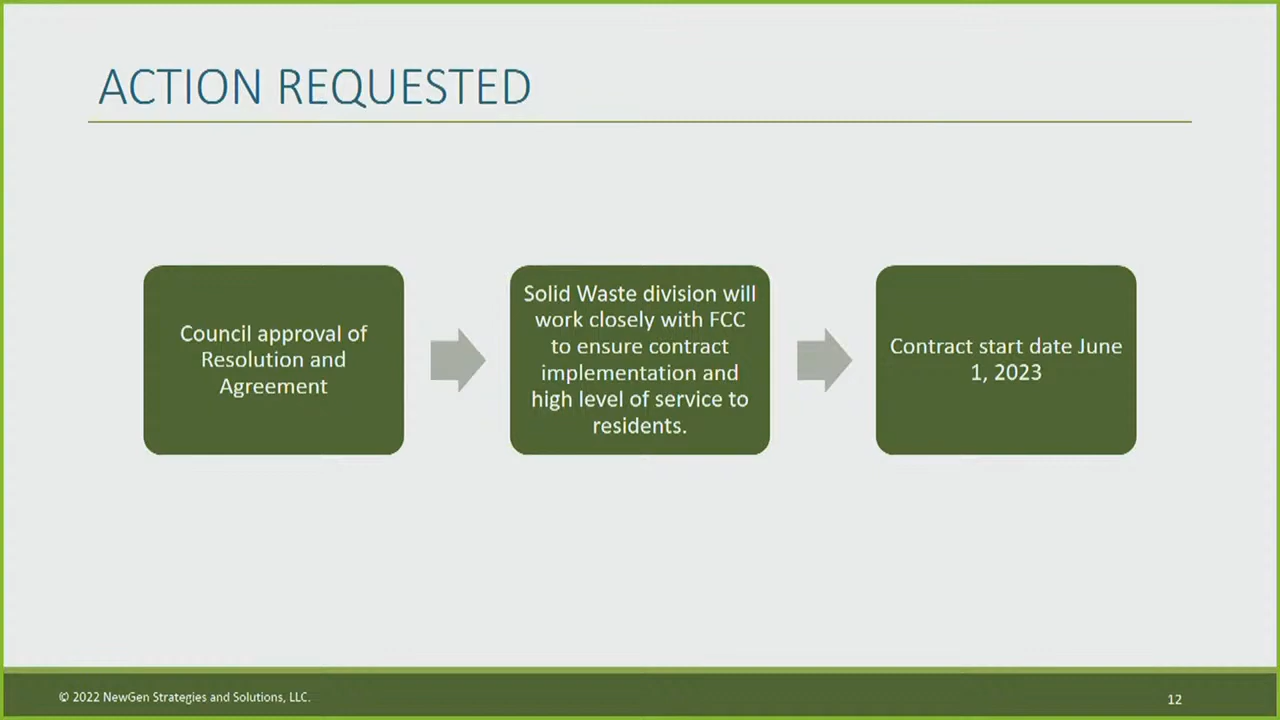 ACTION REQUESTED
Council approval of
Resolution and
Agreement
Solid Waste division will
work closely with FCC
to ensure contract
implementation and
high level of service to
residents.
Contract start date June
1, 2023
© 2022 NewGen Strategies and Solutions, LLC.
12